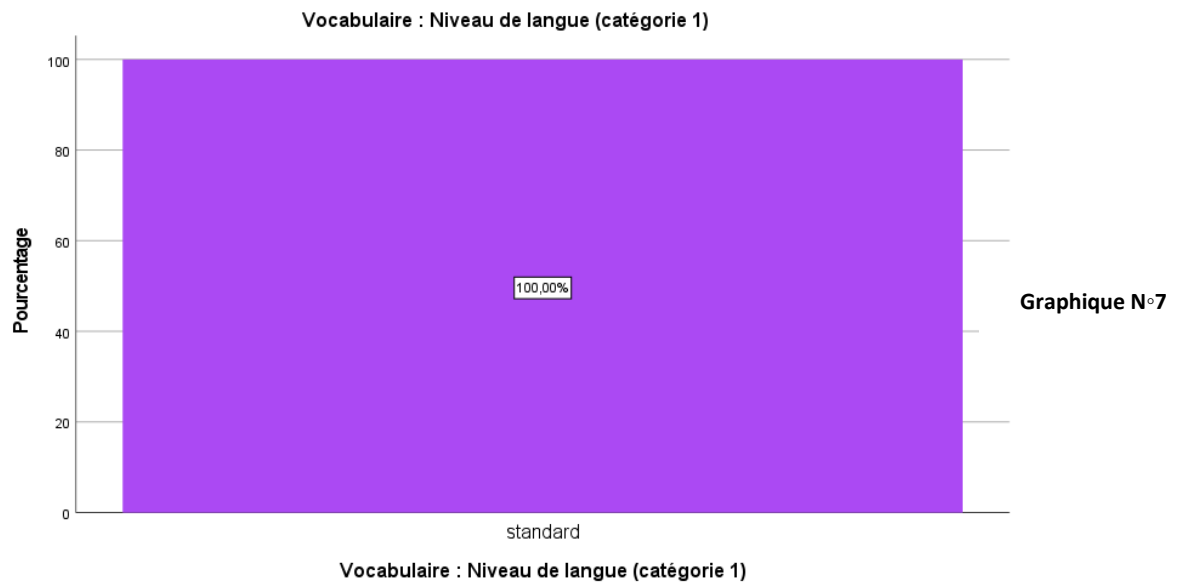 Vocabulaire : Niveau de langue (catégorie 1)
100
80
60
40
20
0
Pourcentage
100,00%
Graphique N◦7
standard
Vocabulaire : Niveau de langue (catégorie 1)